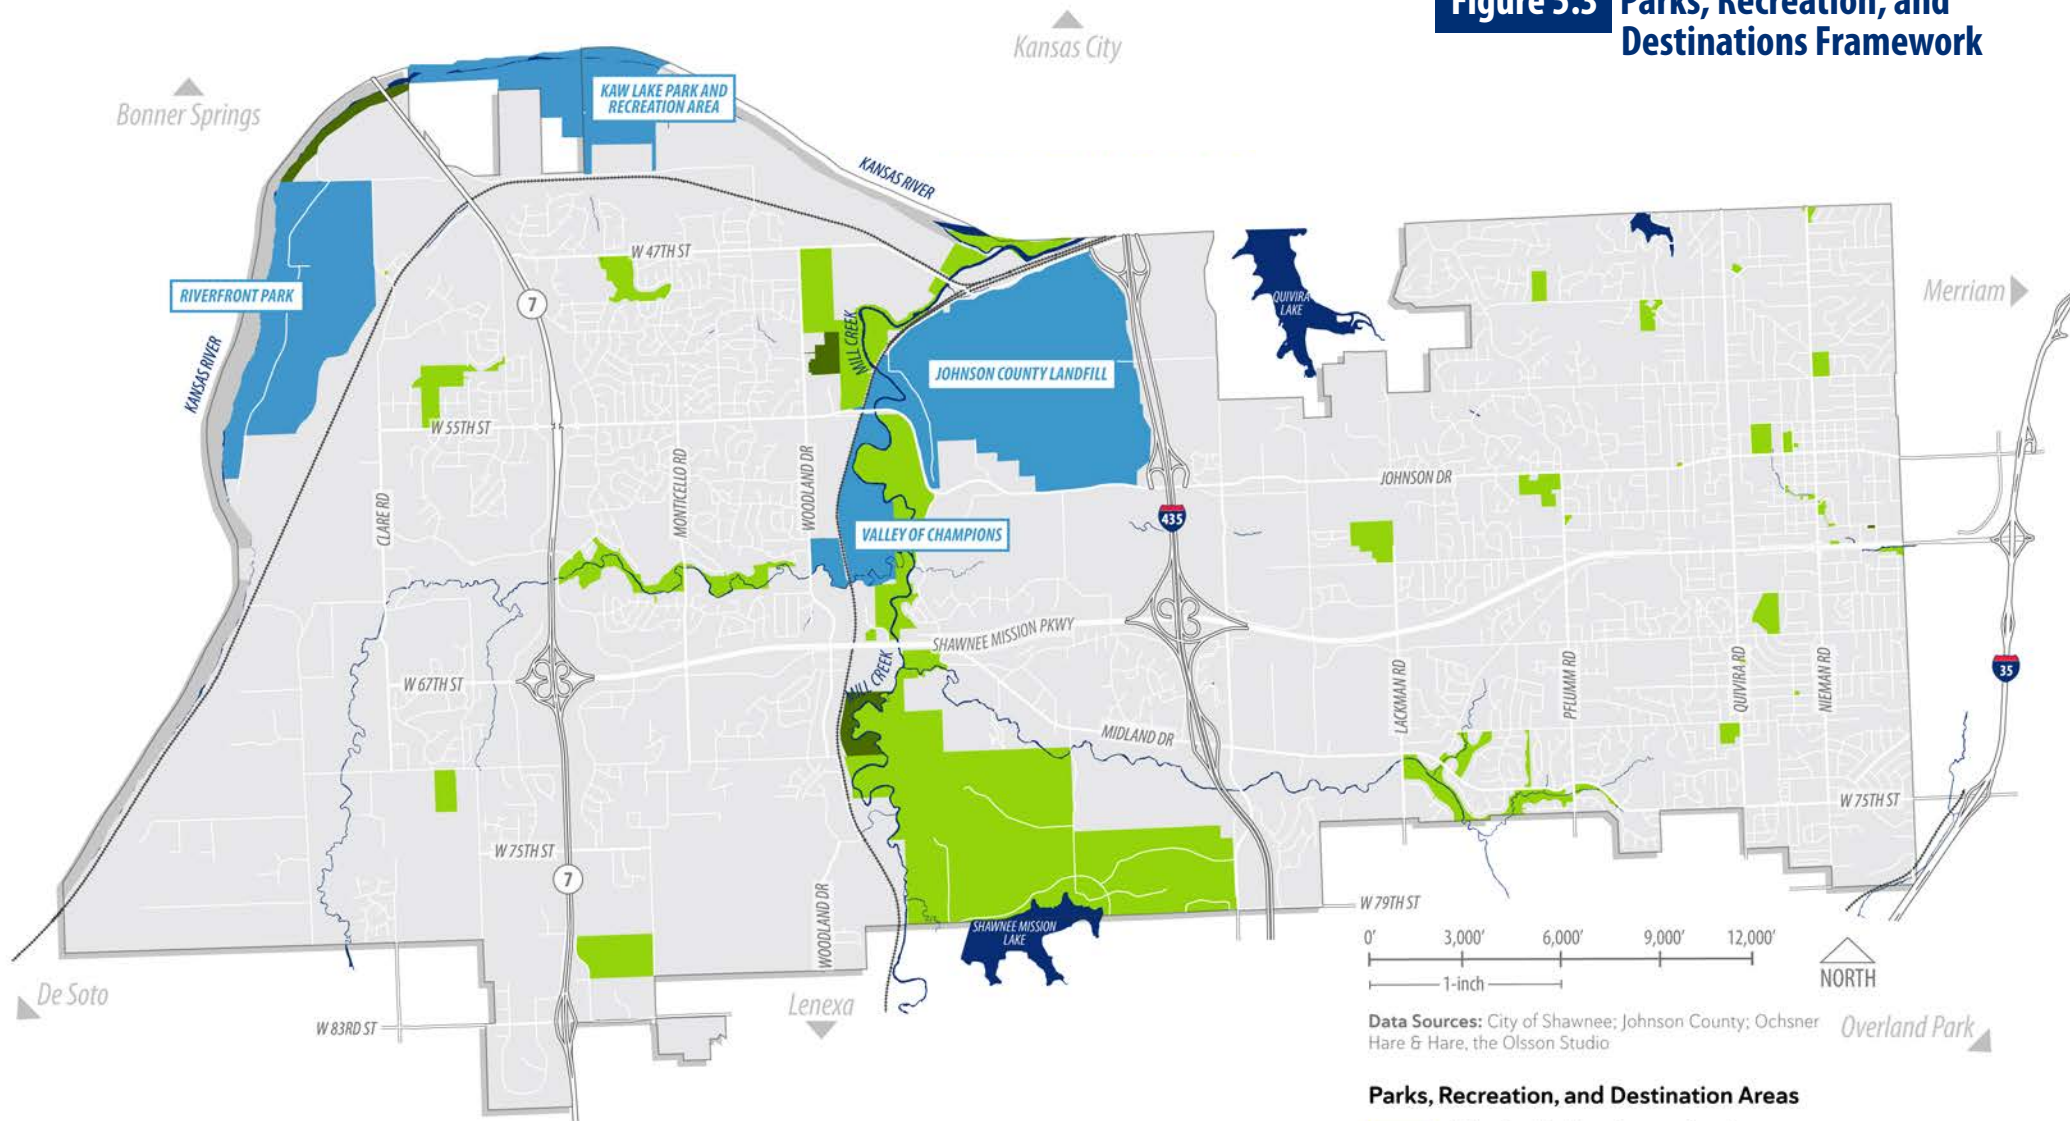 Figure 5.3 Parks, Recreation, and
Destinations Framework
Kansas City
Bonner Springs
KAW LAKE PARK AND
RECREATION AREA
KANSAS RIVER
W 47TH ST
RIVERFRONT PARK
7
QUIVIRA
LAKE
Merriam
MILL CREEK
KANSAS RIVER
JOHNSON COUNTY LANDFILL
W 55TH ST
CLARE RD
MONTICELLO RD
WOODLAND DR
JOHNSON DR
435
VALLEY OF CHAMPIONS
SHAWNEE MISSION PKWY
W 67TH ST
MILL CREEK
LACKMAN RD
PFLUMM RD
QUIVIRA RD
NIEMAN RD
35
MIDLAND DR
W 75TH ST
W 75TH ST
7
WOODLAND DR
W 79TH ST
SHAWNEE MISSION
LAKE
0' 3,000' 6,000' 9,000' 12,000'
1-inch
NORTH
De Soto
Lenexa
W 83RD ST
Data Sources: City of Shawnee; Johnson County; Ochsner
Hare & Hare, the Olsson Studio
Overland Park
Parks, Recreation, and Destination Areas